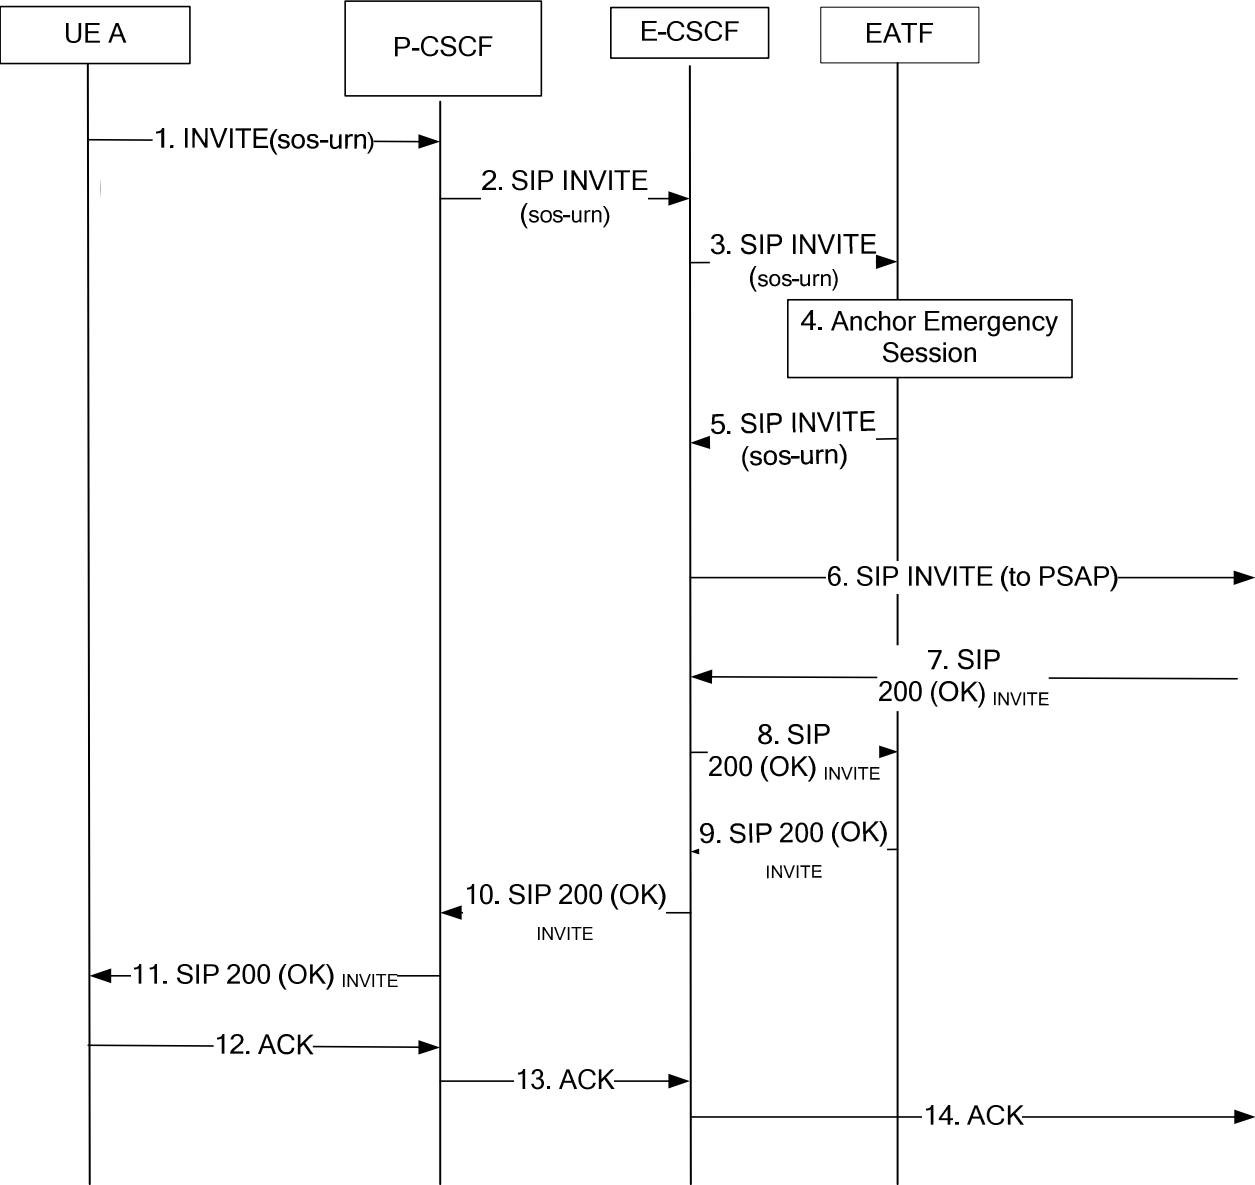 UE A
P-CSCF
E-CSCF
EATF
1. INVITE(sos-urn)
2. SIP INVITE
(sos-urn)
3. SIP INVITE
(sos-urn)
4. Anchor Emergency
Session
5. SIP INVITE
(sos-urn)
6. SIP INVITE (to PSAP)
7. SIP
200 (OK) INVITE
8. SIP
200 (OK) INVITE
9. SIP 200 (OK)
INVITE
10. SIP 200 (OK)
INVITE
11. SIP 200 (OK) INVITE
12. ACK
13. ACK
14. ACK